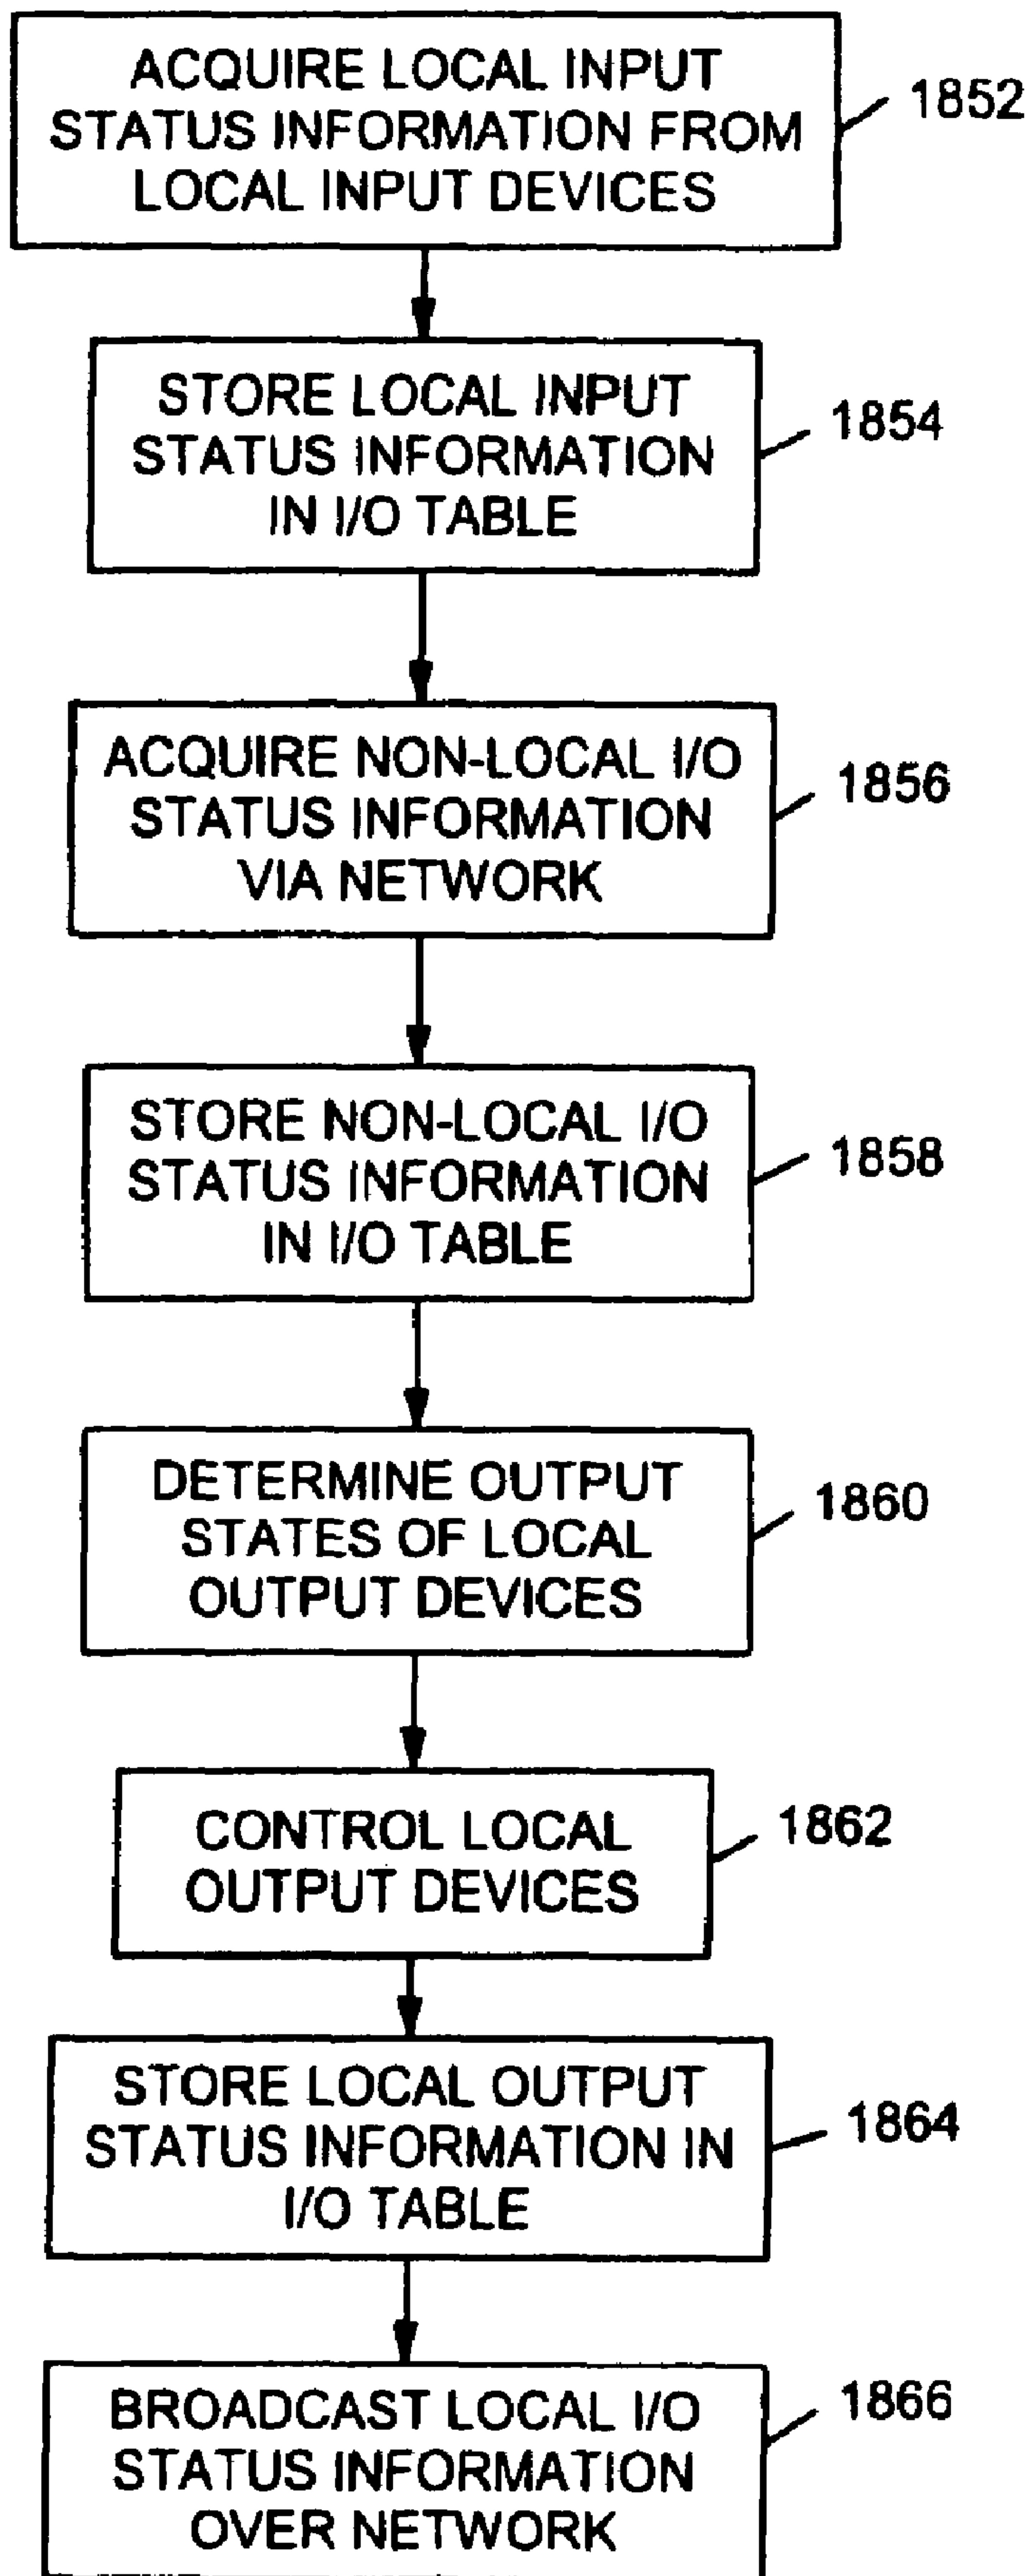 ACQUIRE LOCAL INPUT
STATUS INFORMATION FROM
LOCAL INPUT DEVICES
1852
STORE LOCAL INPUT
STATUS INFORMATION
IN I/O TABLE
1854
ACQUIRE NON-LOCAL I/O
STATUS INFORMATION
VIA NETWORK
1856
STORE NON-LOCAL I/O
STATUS INFORMATION
IN I/O TABLE
1858
DETERMINE OUTPUT
STATES OF LOCAL
OUTPUT DEVICES
1860
CONTROL LOCAL
OUTPUT DEVICES
1862
STORE LOCAL OUTPUT
STATUS INFORMATION IN
I/O TABLE
1864
BROADCAST LOCAL I/O
STATUS INFORMATION
OVER NETWORK
1866